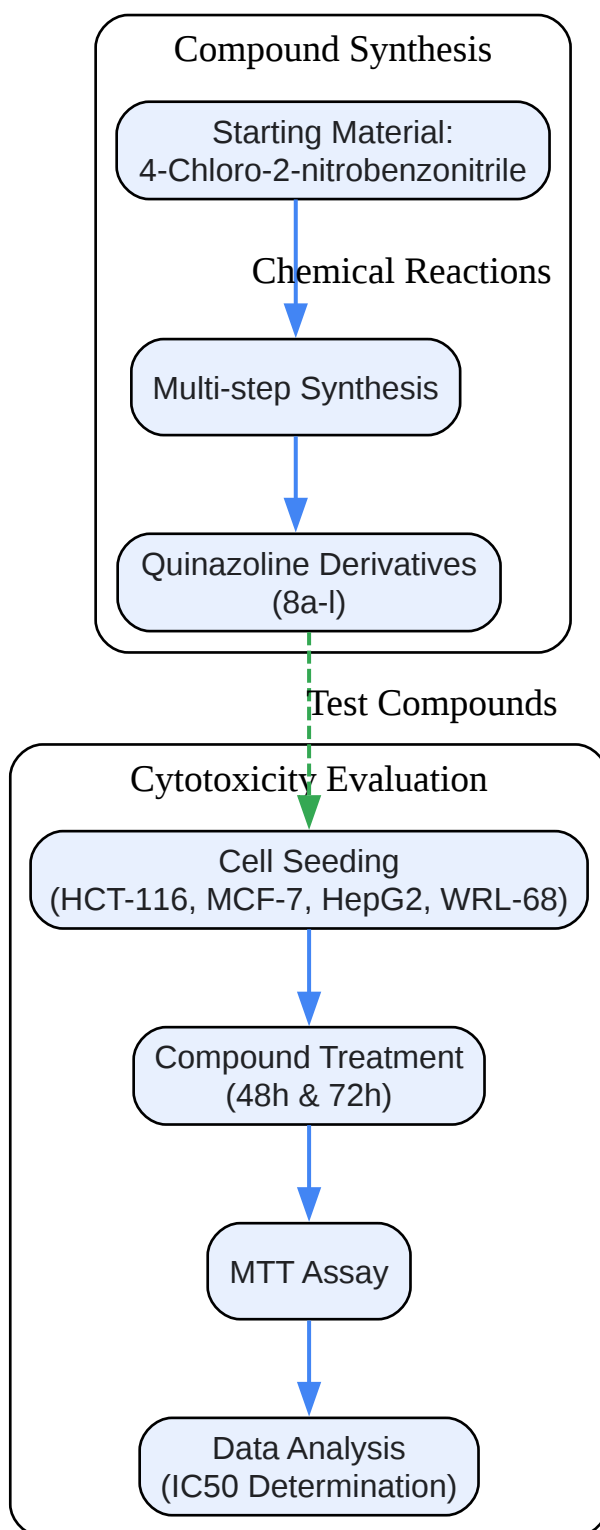 Compound Synthesis
Starting Material:
4-Chloro-2-nitrobenzonitrile
Chemical Reactions
Multi-step Synthesis
Quinazoline Derivatives
(8a-l)
Test Compounds
Cytotoxicity Evaluation
Cell Seeding
(HCT-116, MCF-7, HepG2, WRL-68)
Compound Treatment
(48h & 72h)
MTT Assay
Data Analysis
(IC50 Determination)